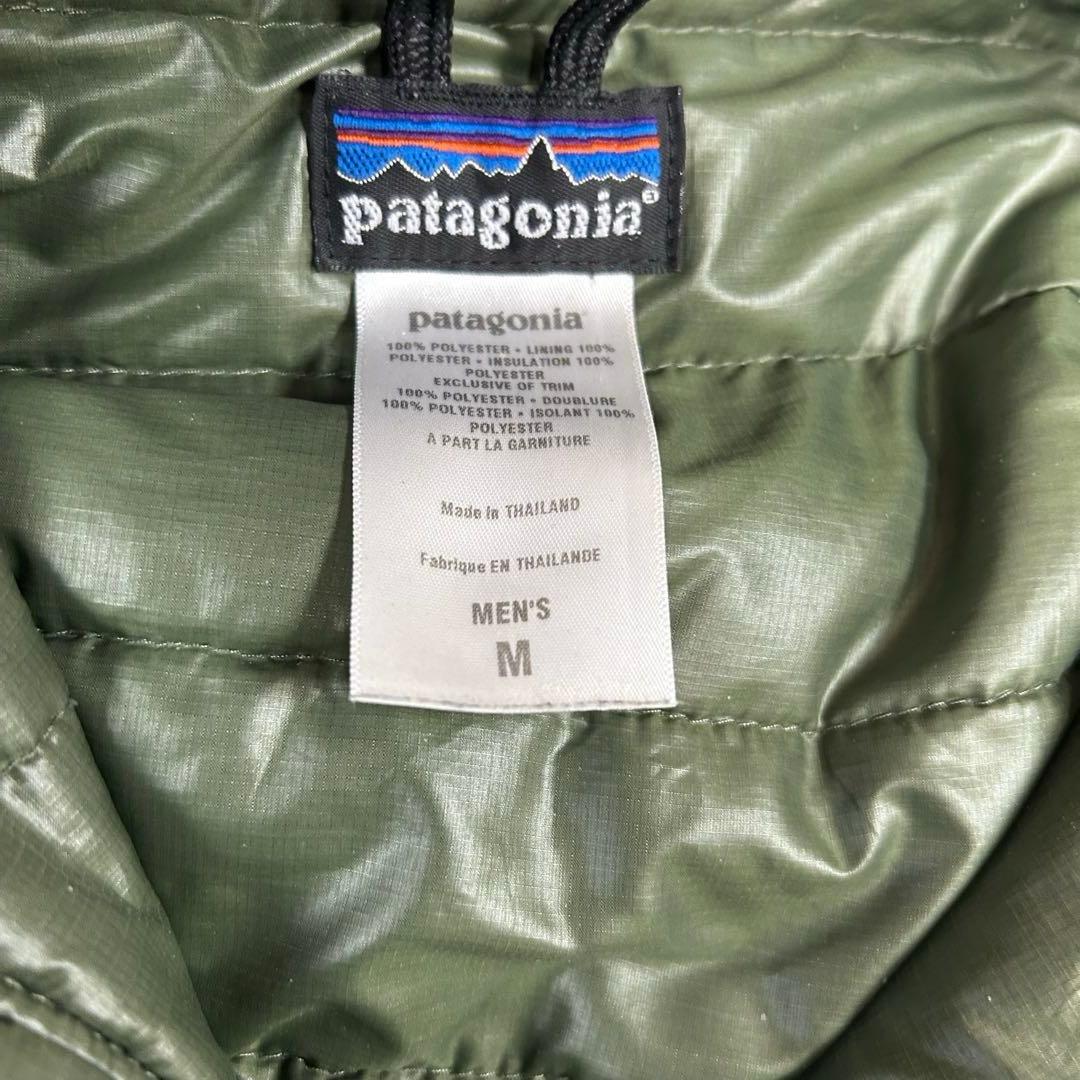 patagonia®
patagonia®
100% POLYESTER • LINING 100%
POLYESTER • INSULATION 100%
POLYESTER
EXCLUSIVE OF TRIM
100% POLYESTER • DOUBLURE
100% POLYESTER • ISOLANT 100%
POLYESTER
À PART LA GARNITURE
Made in THAILAND
Fabrique EN THAILANDE
MEN'S
M